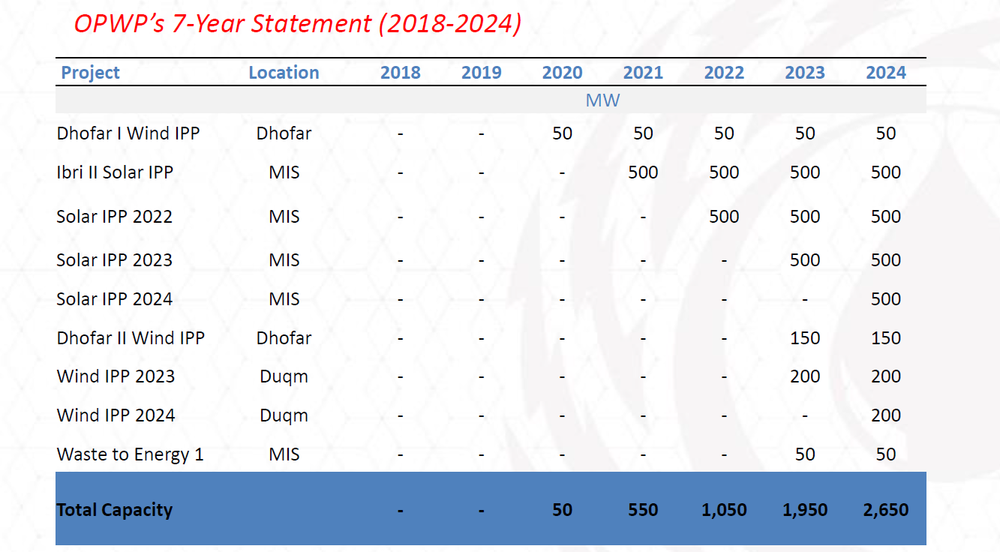 OPWP’s 7-Year Statement (2018-2024)
Project Location 2018 2019 2020 2021 2022 2023 2024
MW
Dhofar I Wind IPP Dhofar - - 50 50 50 50 50
Ibri II Solar IPP MIS - - - 500 500 500 500
Solar IPP 2022 MIS - - - - 500 500 500
Solar IPP 2023 MIS - - - - - 500 500
Solar IPP 2024 MIS - - - - - - 500
Dhofar II Wind IPP Dhofar - - - - - 150 150
Wind IPP 2023 Duqm - - - - - 200 200
Wind IPP 2024 Duqm - - - - - - 200
Waste to Energy 1 MIS - - - - - 50 50
Total Capacity - - 50 550 1,050 1,950 2,650